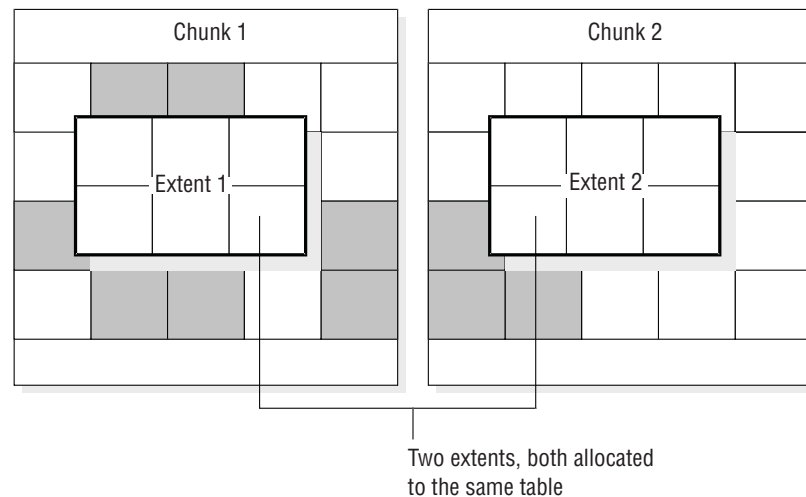 Chunk 1
Chunk 2
Extent 1
Extent 2
Two extents, both allocated
to the same table